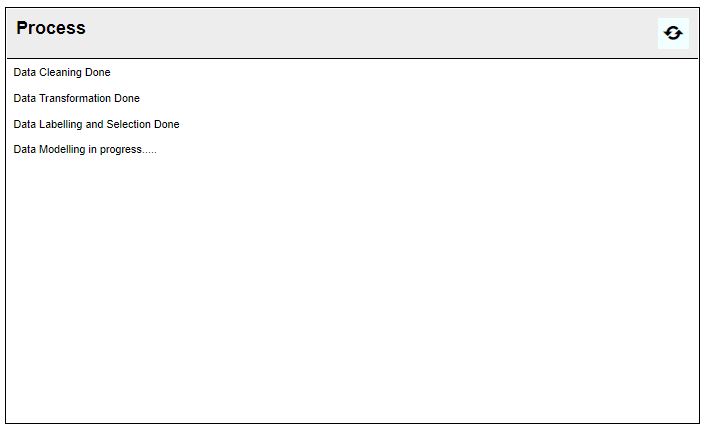 Process
Data Cleaning Done
Data Transformation Done
Data Labelling and Selection Done
Data Modelling in progress.....